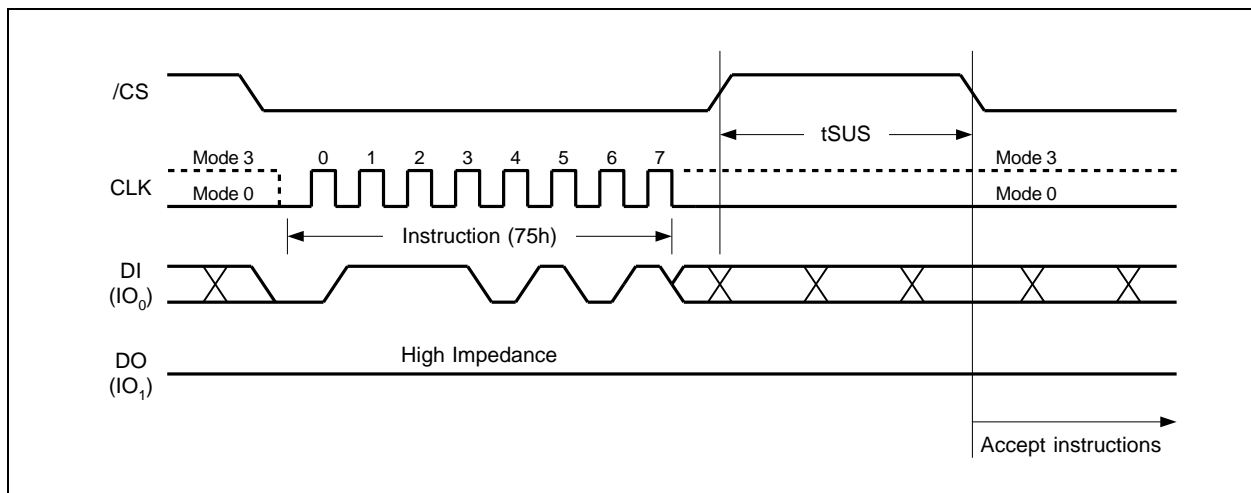 /CS
tSUS
Mode 3 0 1 2 3 4 5 6 7 Mode 3
CLK
Mode 0 Mode 0
Instruction (75h)
DI
(IO0)
High Impedance
DO
(IO1)
Accept instructions